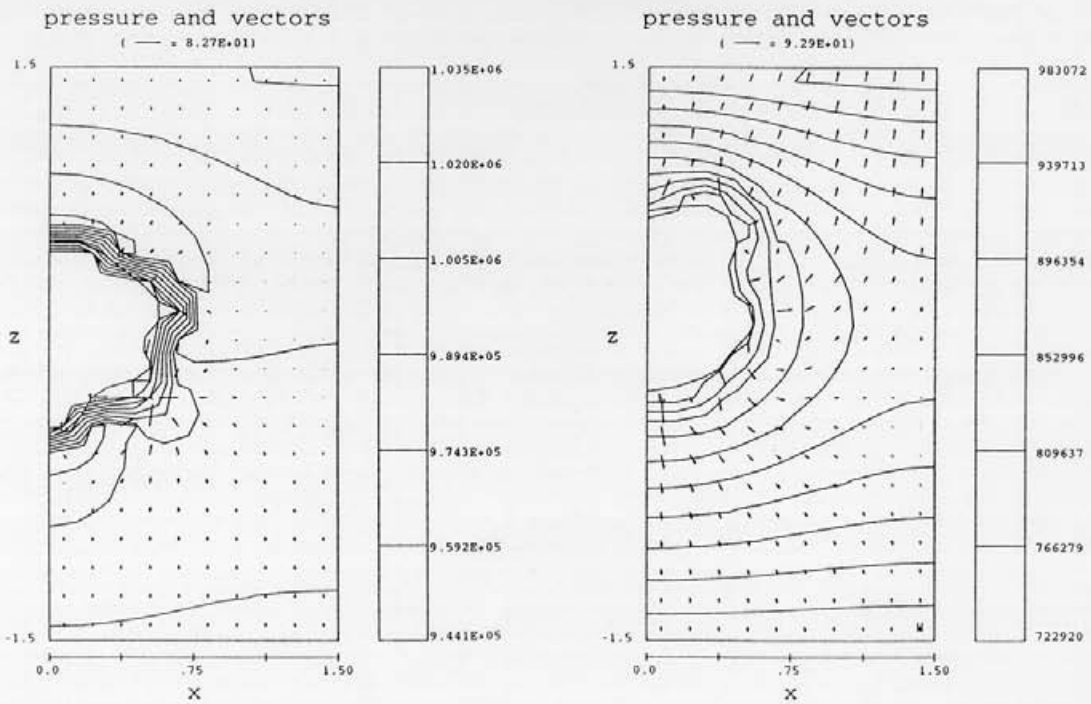 pressure and vectors
( — = 8.27E+01)
1.5
Z
-1.5
0.0 .75 1.50
X
1.035E+06
1.020E+06
1.005E+06
9.894E+05
9.743E+05
9.592E+05
9.441E+05
pressure and vectors
( — = 9.29E+01)
1.5
Z
-1.5
0.0 .75 1.50
X
983072
939713
896354
852996
809637
766279
722920